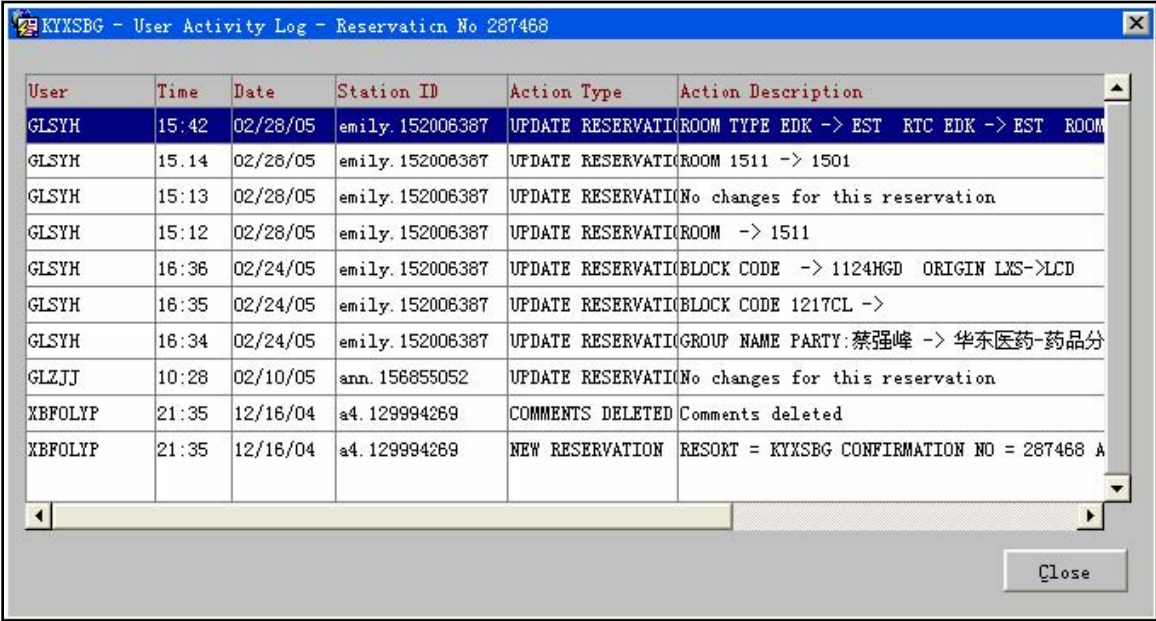 KYXSBG - User Activity Log - Reservaticn No 287468
User Time Date Station ID Action Type Action Description
GLSYH 15:42 02/28/05 emily.152006387 UPDATE RESERVATI ROOM TYPE EDK -> EST RTC EDK -> EST ROOM
GLSYH 15.14 02/28/05 emily.152006387 UPDATE RESERVATI ROOM 1511 -> 1501
GLSYH 15:13 02/28/05 emily.152006387 UPDATE RESERVATI No changes for this reservation
GLSYH 15:12 02/28/05 emily.152006387 UPDATE RESERVATI ROOM -> 1511
GLSYH 16:36 02/24/05 emily.152006387 UPDATE RESERVATI BLOCK CODE -> 1124HGD ORIGIN LXS->LCD
GLSYH 16:35 02/24/05 emily.152006387 UPDATE RESERVATI BLOCK CODE 1217CL ->
GLSYH 16:34 02/24/05 emily.152006387 UPDATE RESERVATI GROUP NAME PARTY:蔡强峰 -> 华东医药-药品分
GLZJJ 10:28 02/10/05 ann.156855052 UPDATE RESERVATI No changes for this reservation
XBFOLYP 21:35 12/16/04 a4.129994269 COMMENTS DELETED Comments deleted
XBFOLYP 21:35 12/16/04 a4.129994269 NEW RESERVATION RESORT = KYXSBG CONFIRMATION NO = 287468 A
Close